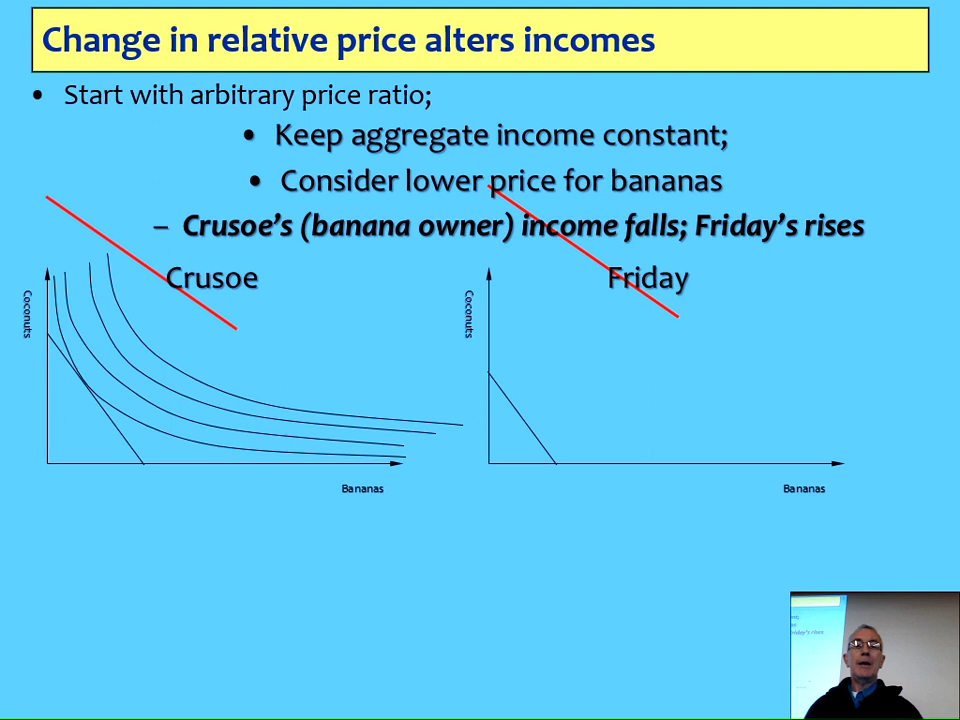 Change in relative price alters incomes
• Start with arbitrary price ratio;
• Keep aggregate income constant;
• Consider lower price for bananas
– Crusoe’s (banana owner) income falls; Friday’s rises
Crusoe
Friday
Coconuts
Coconuts
Bananas
Bananas